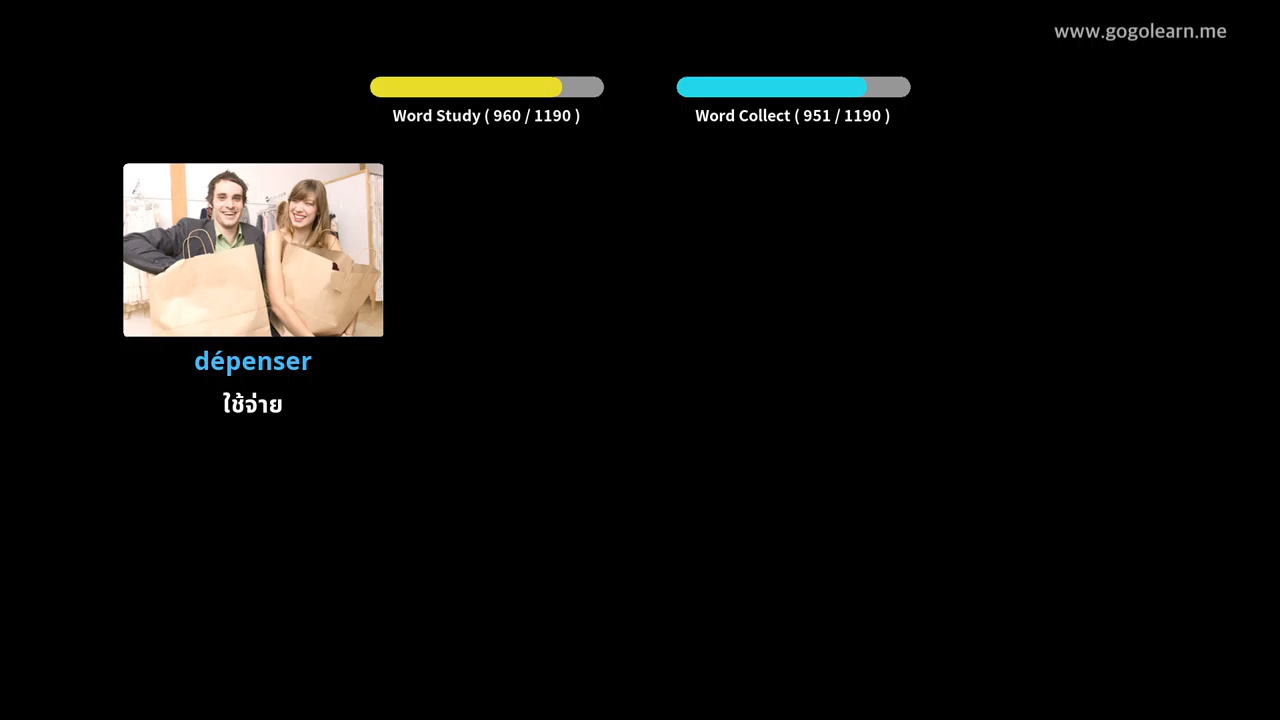 www.gogolearn.me
Word Study ( 960 / 1190 )
Word Collect ( 951 / 1190 )
dépenser
ใช้จ่าย